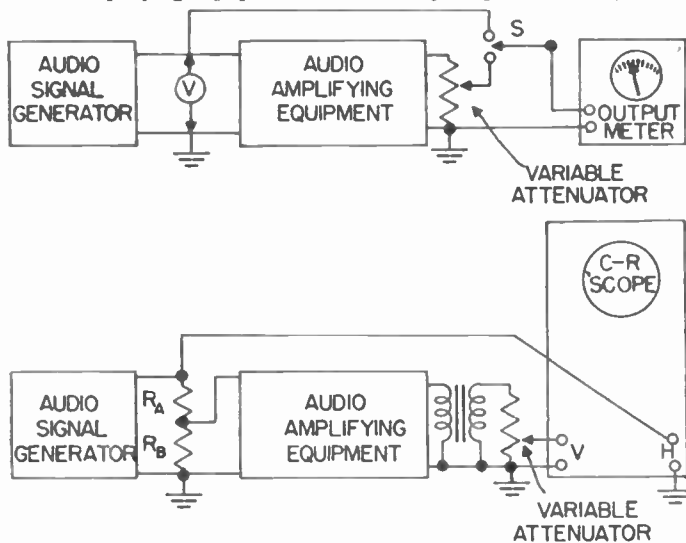 AUDIO
SIGNAL
GENERATOR
V
AUDIO
AMPLIFYING
EQUIPMENT
S
OUTPUT
METER
VARIABLE
ATTENUATOR
C-R
SCOPE
AUDIO
SIGNAL
GENERATOR
RA
RB
AUDIO
AMPLIFYING
EQUIPMENT
V
H
VARIABLE
ATTENUATOR